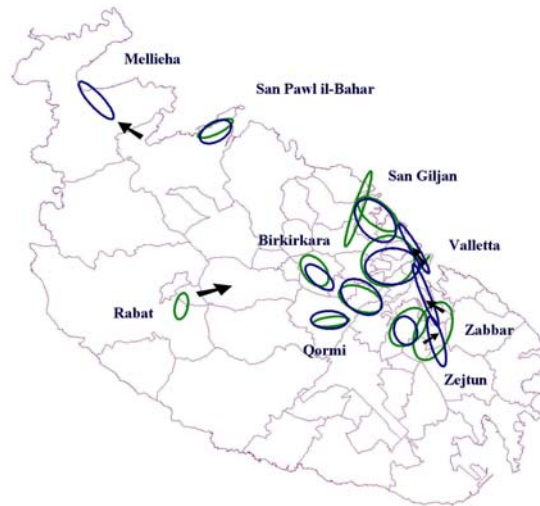 Mellieha
San Pawl il-Bahar
San Giljan
Birkirkara
Valletta
Rabat
Zabbar
Qormi
Zejtun